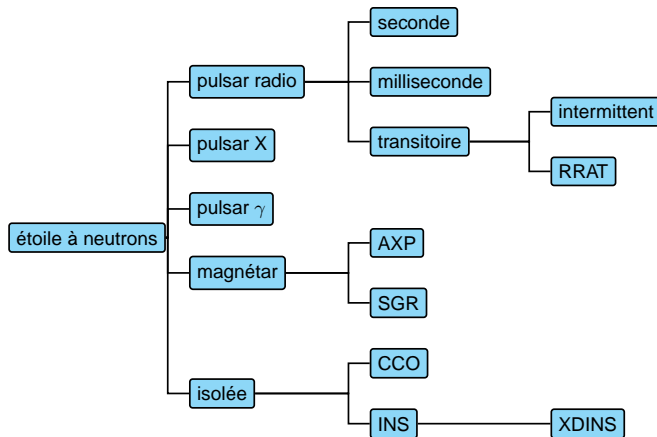 étoile à neutrons
pulsar radio
seconde
milliseconde
transitoire
intermittent
RRAT
pulsar X
pulsar γ
magnétar
AXP
SGR
isolée
CCO
INS
XDINS